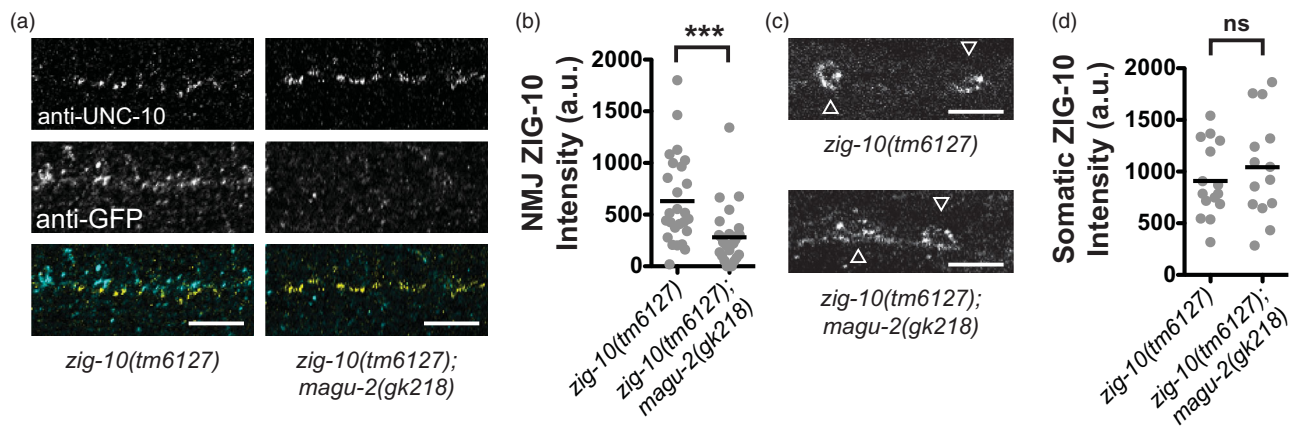 (a)
anti-UNC-10
anti-GFP
zig-10(tm6127)
zig-10(tm6127);
magu-2(gk218)
(b)
***
NMJ ZIG-10
Intensity (a.u.)
2000
1500
1000
500
0
zig-10(tm6127)
zig-10(tm6127);
magu-2(gk218)
(c)
zig-10(tm6127)
zig-10(tm6127);
magu-2(gk218)
(d)
ns
Somatic ZIG-10
Intensity (a.u.)
2000
1500
1000
500
0
zig-10(tm6127)
zig-10(tm6127);
magu-2(gk218)